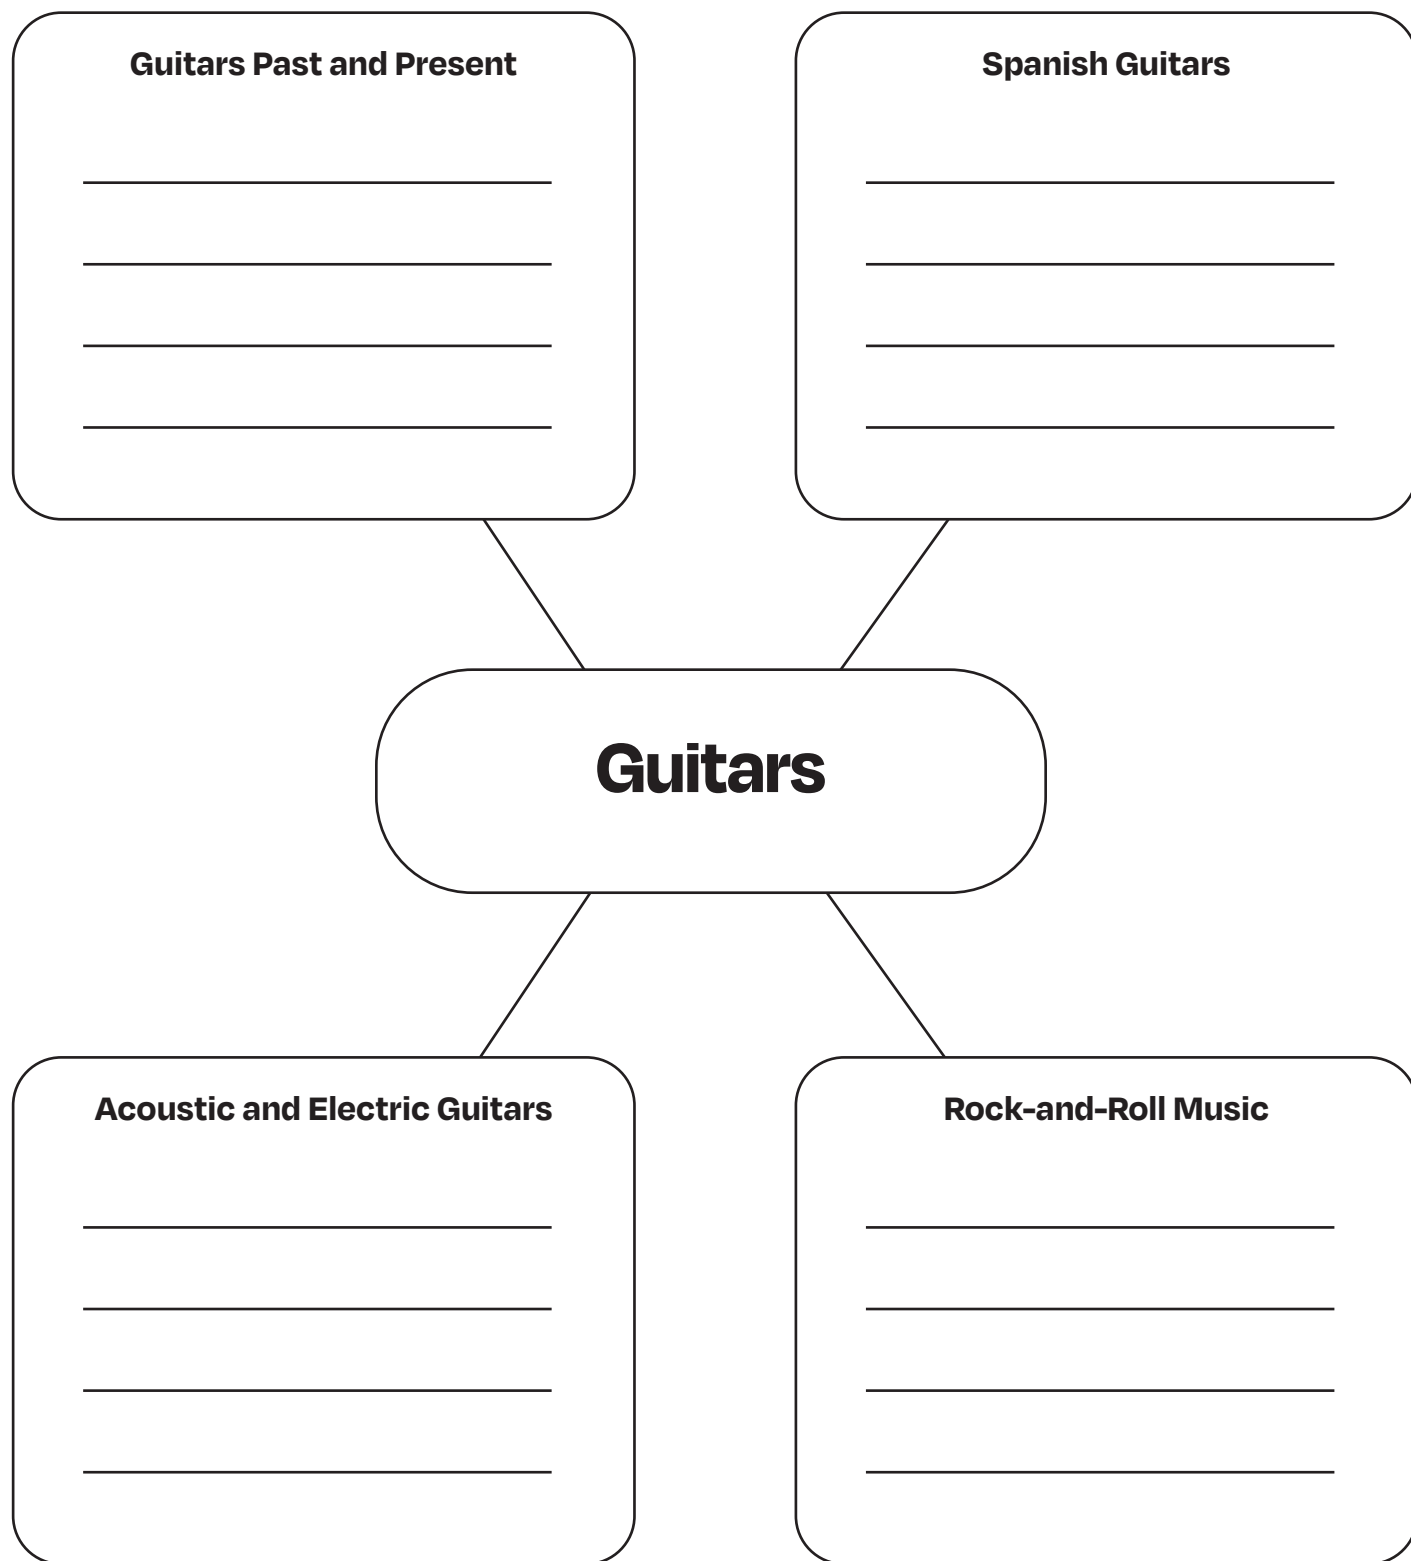 Guitars Past and Present
Spanish Guitars
Guitars
Acoustic and Electric Guitars
Rock-and-Roll Music